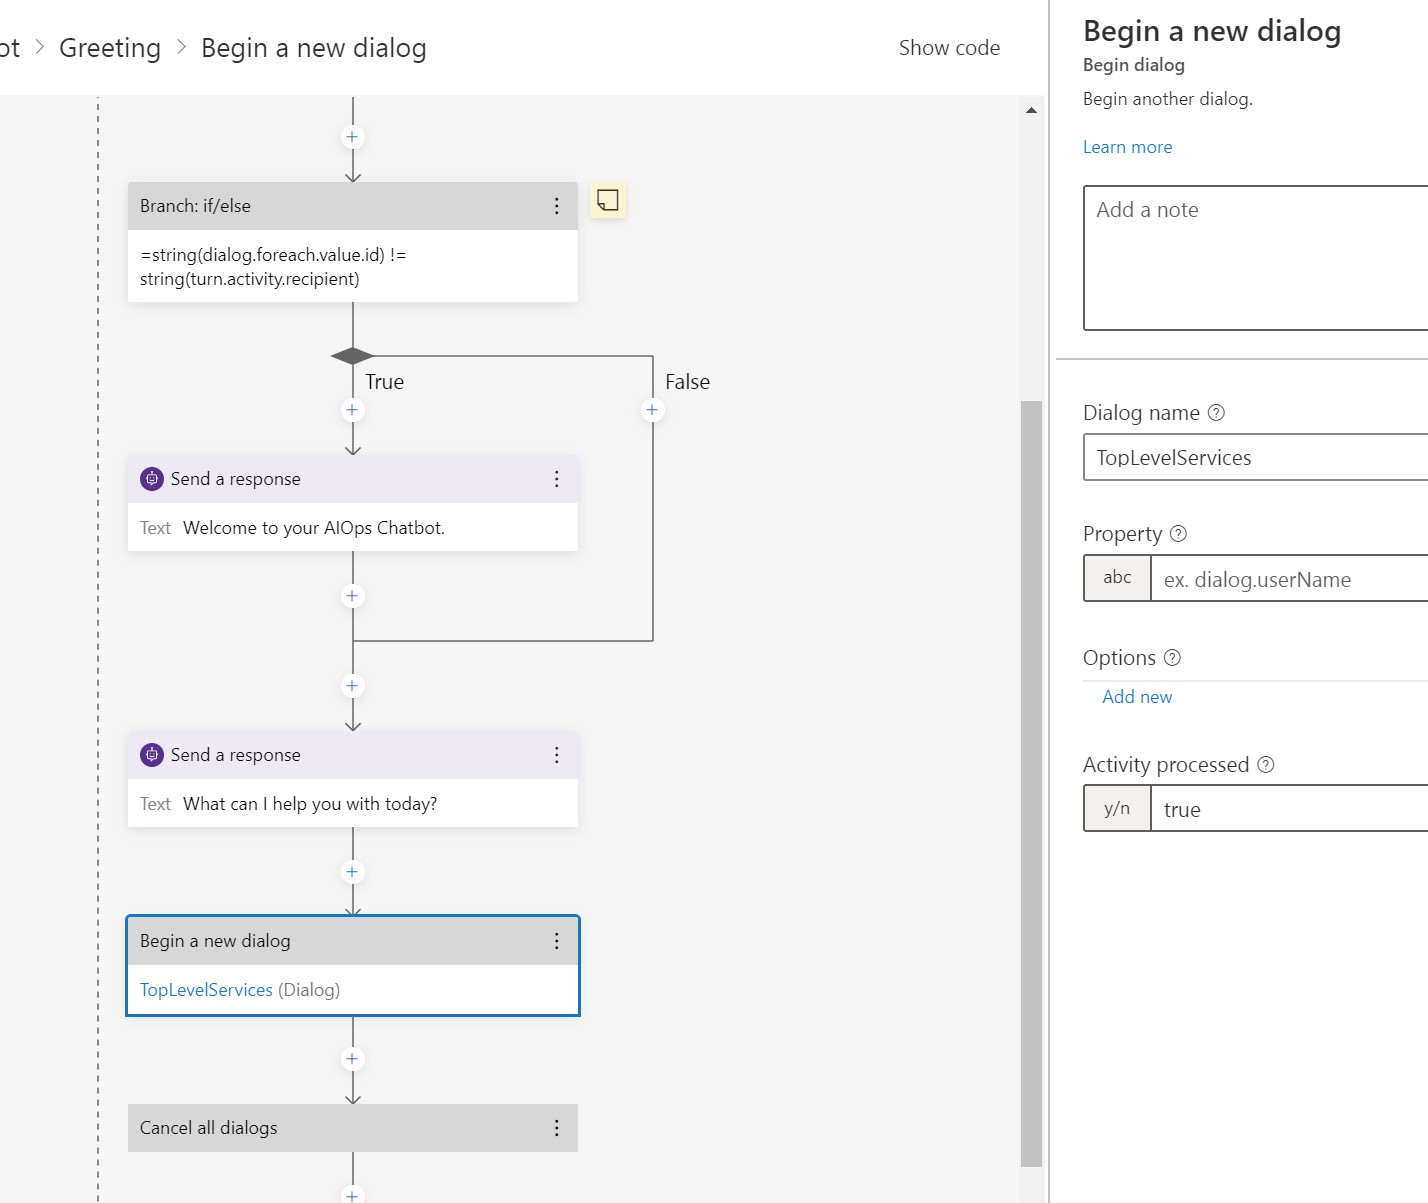 ot > Greeting > Begin a new dialog
Show code
Branch: if/else
=string(dialog.foreach.value.id) !=
string(turn.activity.recipient)
True
False
Send a response
Text Welcome to your AIOps Chatbot.
Send a response
Text What can I help you with today?
Begin a new dialog
TopLevelServices (Dialog)
Cancel all dialogs
Begin a new dialog
Begin dialog
Begin another dialog.
Learn more
Add a note
Dialog name
TopLevelServices
Property
abc ex. dialog.userName
Options
Add new
Activity processed
y/n true